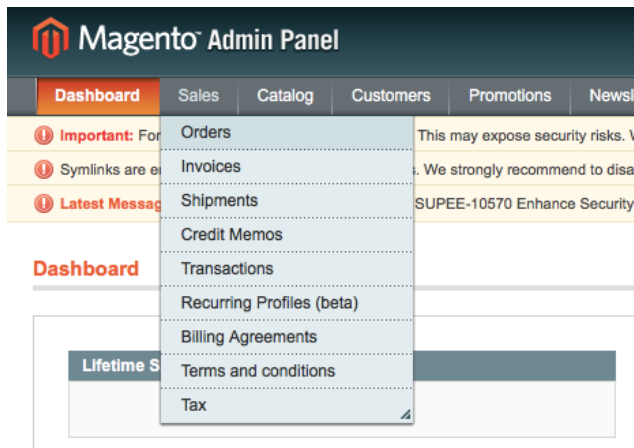 Magento™ Admin Panel
Dashboard Sales Catalog Customers Promotions Newsl
Important: For This may expose security risks. W
Symlinks are e . We strongly recommend to disa
Latest Messag SUPEE-10570 Enhance Security
Orders
Invoices
Shipments
Credit Memos
Transactions
Recurring Profiles (beta)
Billing Agreements
Terms and conditions
Tax
Dashboard
Lifetime S